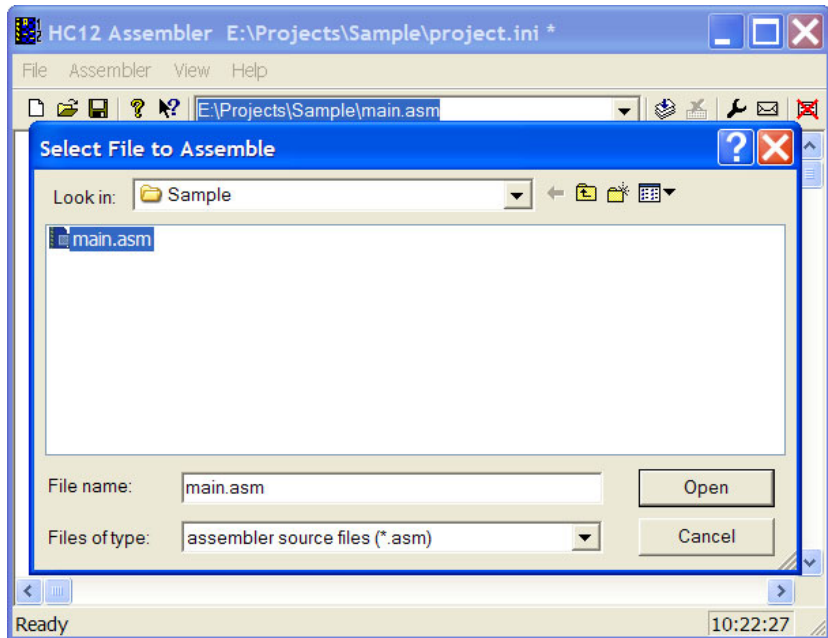 HC12 Assembler E:\Projects\Sample\project.ini *
File Assembler View Help
E:\Projects\Sample\main.asm
Select File to Assemble
Look in: Sample
main.asm
File name: main.asm
Open
Files of type: assembler source files (*.asm)
Cancel
Ready 10:22:27